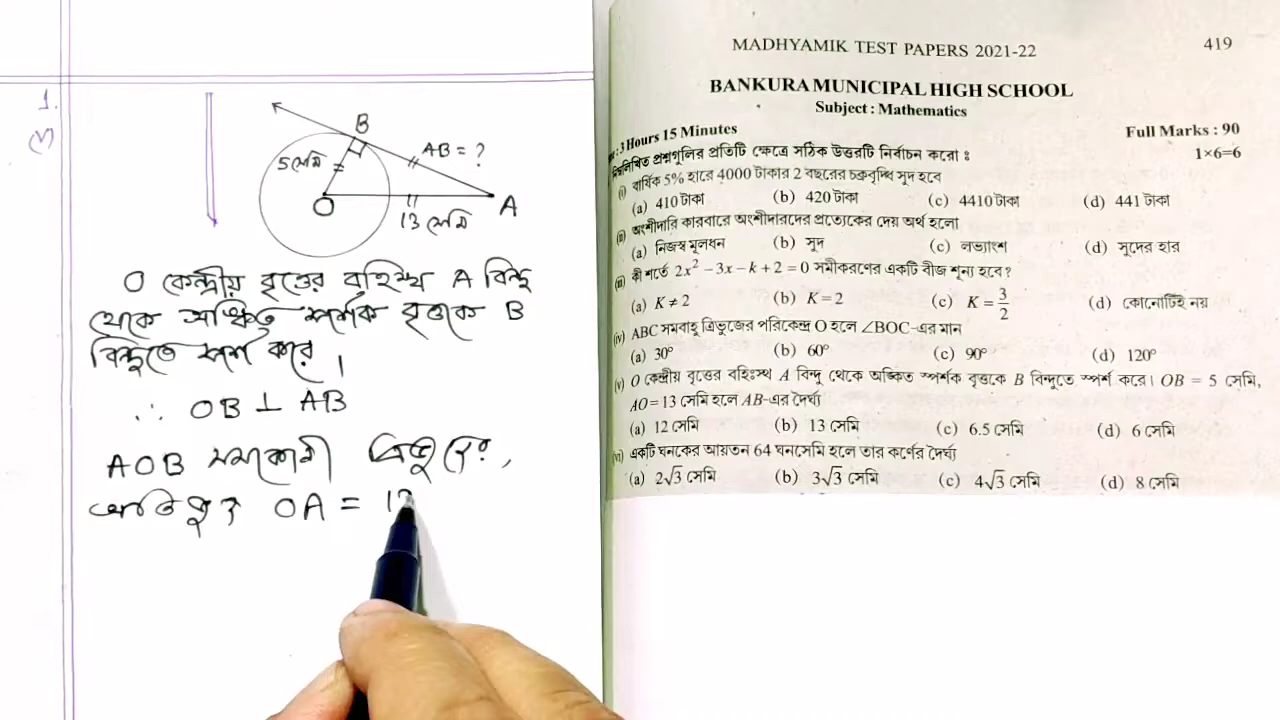 1.
(v)
B
5 সেমি
AB = ?
O
A
13 সেমি
O কেন্দ্রীয় বৃত্তের বহিঃস্থ A বিন্দু
থেকে অঙ্কিত স্পর্শক বৃত্তকে B
বিন্দুতে স্পর্শ করে।
∴ OB ⊥ AB
AOB সমকোণী ত্রিভুজের,
অতিভুজ OA = 13
MADHYAMIK TEST PAPERS 2021-22
419
BANKURA MUNICIPAL HIGH SCHOOL
Subject : Mathematics
: 3 Hours 15 Minutes
Full Marks : 90
নিম্নলিখিত প্রশ্নগুলির প্রতিটি ক্ষেত্রে সঠিক উত্তরটি নির্বাচন করো :
1×6=6
(i) বার্ষিক 5% হারে 4000 টাকার 2 বছরের চক্রবৃদ্ধি সুদ হবে
(a) 410 টাকা (b) 420 টাকা (c) 4410 টাকা (d) 441 টাকা
(ii) অংশীদারি কারবারে অংশীদারদের প্রত্যেকের দেয় অর্থ হলো
(a) নিজস্ব মূলধন (b) সুদ (c) লভ্যাংশ (d) সুদের হার
(iii) কী শর্তে 2x² – 3x – k + 2 = 0 সমীকরণের একটি বীজ শূন্য হবে?
(a) K ≠ 2 (b) K = 2 (c) K = 3/2 (d) কোনোটিই নয়
(iv) ABC সমবাহু ত্রিভুজের পরিকেন্দ্র O হলে ∠BOC-এর মান
(a) 30° (b) 60° (c) 90° (d) 120°
(v) O কেন্দ্রীয় বৃত্তের বহিঃস্থ A বিন্দু থেকে অঙ্কিত স্পর্শক বৃত্তকে B বিন্দুতে স্পর্শ করে। OB = 5 সেমি,
AO = 13 সেমি হলে AB-এর দৈর্ঘ্য
(a) 12 সেমি (b) 13 সেমি (c) 6.5 সেমি (d) 6 সেমি
(vi) একটি ঘনকের আয়তন 64 ঘনসেমি হলে তার কর্ণের দৈর্ঘ্য
(a) 2√3 সেমি (b) 3√3 সেমি (c) 4√3 সেমি (d) 8 সেমি